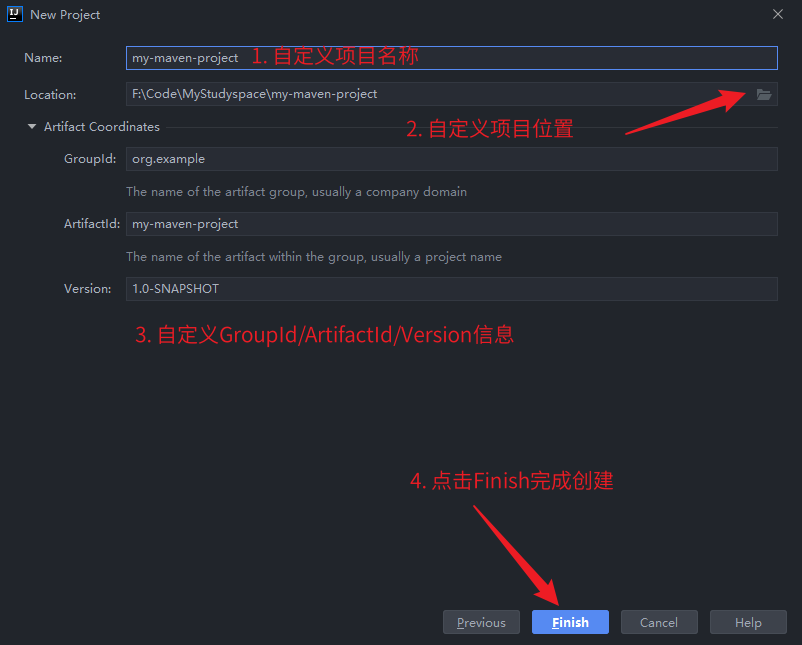 IJ New Project
Name: my-maven-project 1. 自定义项目名称
Location: F:\Code\MyStudyspace\my-maven-project
2. 自定义项目位置
Artifact Coordinates
GroupId: org.example
The name of the artifact group, usually a company domain
ArtifactId: my-maven-project
The name of the artifact within the group, usually a project name
Version: 1.0-SNAPSHOT
3. 自定义GroupId/ArtifactId/Version信息
4. 点击Finish完成创建
Previous Finish Cancel Help